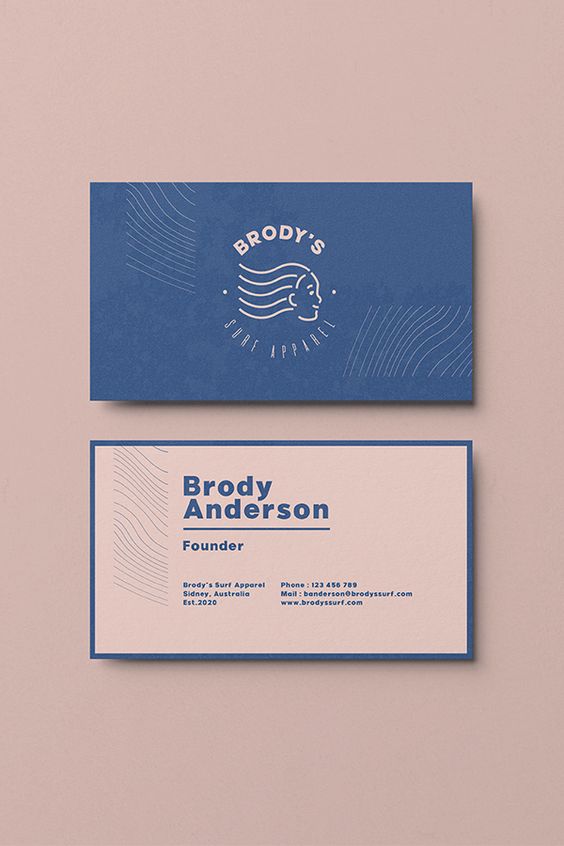 BRODY'S
SURF APPAREL
Brody
Anderson
Founder
Brody's Surf Apparel
Sidney, Australia
Est.2020
Phone : 123 456 789
Mail : banderson@brodyssurf.com
www.brodyssurf.com